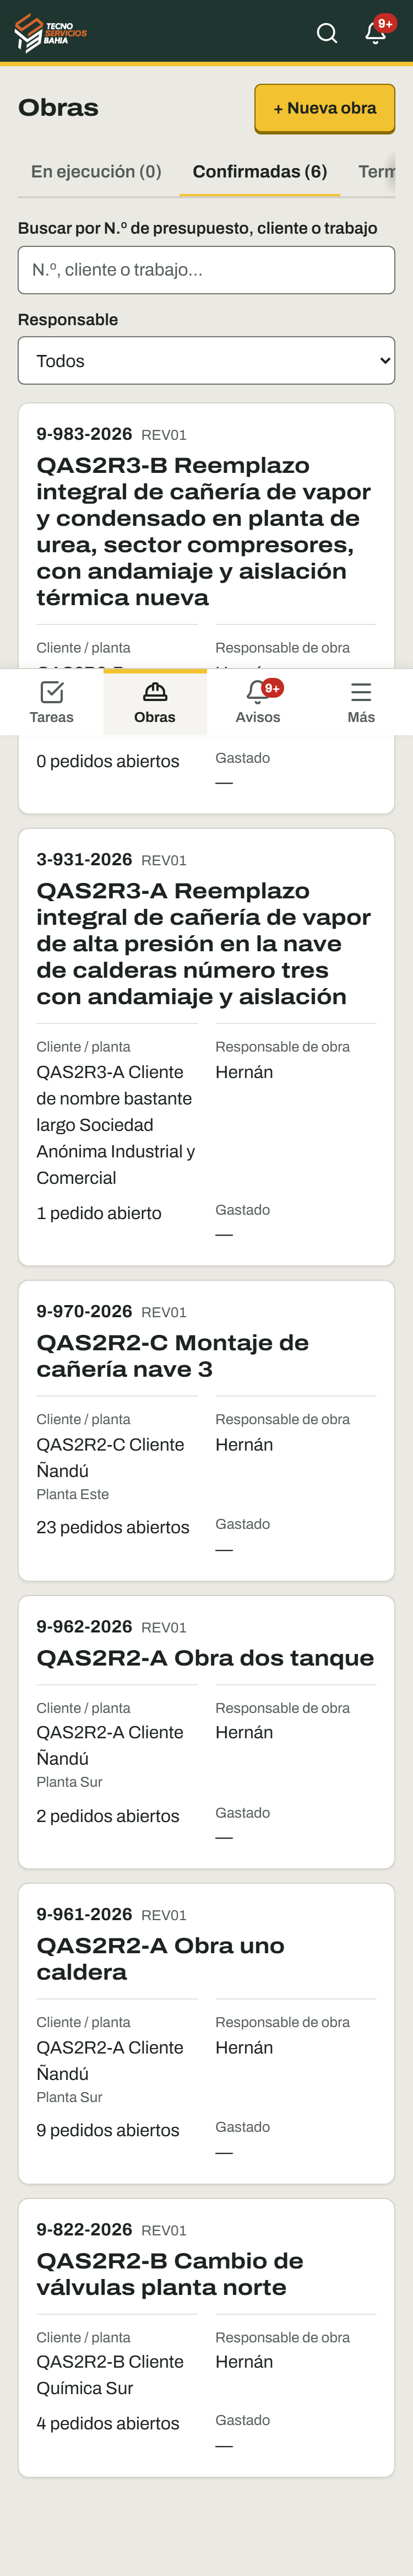 TECNO
SERVICIOS
BAHIA
9+
Obras
+ Nueva obra
En ejecución (0)
Confirmadas (6)
Term
Buscar por N.º de presupuesto, cliente o trabajo
N.º, cliente o trabajo...
Responsable
Todos
9-983-2026 REV01
QAS2R3-B Reemplazo
integral de cañería de vapor
y condensado en planta de
urea, sector compresores,
con andamiaje y aislación
térmica nueva
Cliente / planta
Responsable de obra
Tareas
Obras
9+
Avisos
Más
0 pedidos abiertos
Gastado
—
3-931-2026 REV01
QAS2R3-A Reemplazo
integral de cañería de vapor
de alta presión en la nave
de calderas número tres
con andamiaje y aislación
Cliente / planta
QAS2R3-A Cliente
de nombre bastante
largo Sociedad
Anónima Industrial y
Comercial
Responsable de obra
Hernán
1 pedido abierto
Gastado
—
9-970-2026 REV01
QAS2R2-C Montaje de
cañería nave 3
Cliente / planta
QAS2R2-C Cliente
Ñandú
Planta Este
Responsable de obra
Hernán
23 pedidos abiertos
Gastado
—
9-962-2026 REV01
QAS2R2-A Obra dos tanque
Cliente / planta
QAS2R2-A Cliente
Ñandú
Planta Sur
Responsable de obra
Hernán
2 pedidos abiertos
Gastado
—
9-961-2026 REV01
QAS2R2-A Obra uno
caldera
Cliente / planta
QAS2R2-A Cliente
Ñandú
Planta Sur
Responsable de obra
Hernán
9 pedidos abiertos
Gastado
—
9-822-2026 REV01
QAS2R2-B Cambio de
válvulas planta norte
Cliente / planta
QAS2R2-B Cliente
Química Sur
Responsable de obra
Hernán
4 pedidos abiertos
Gastado
—